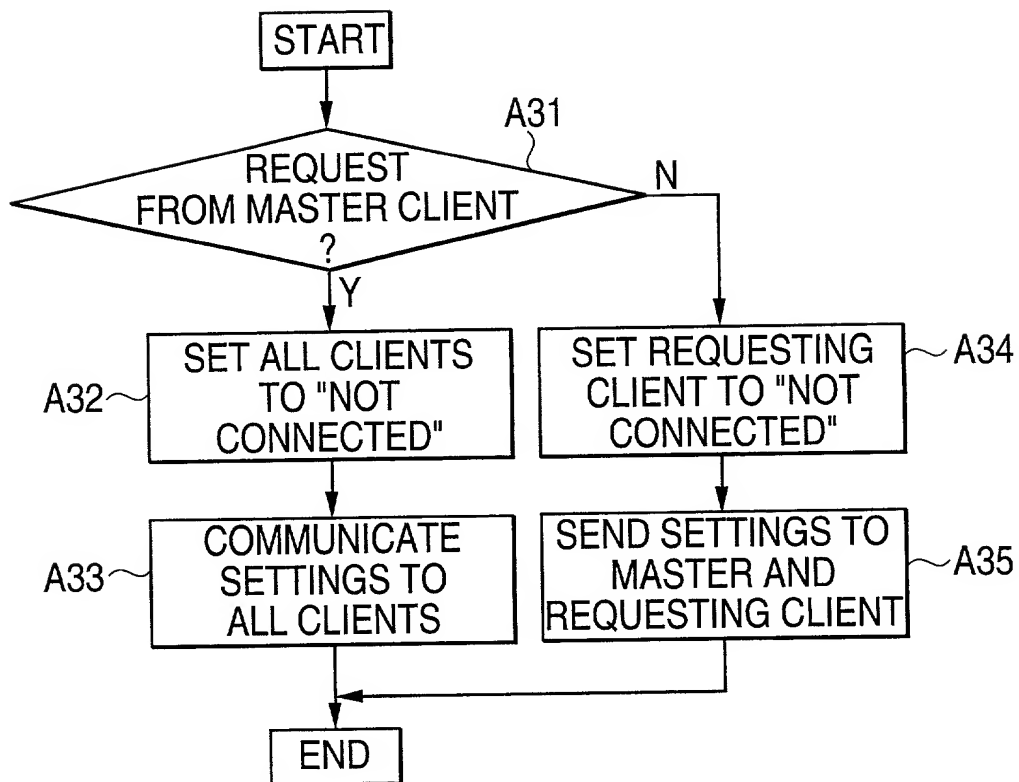 START
A31
REQUEST
FROM MASTER CLIENT
?
N
Y
SET ALL CLIENTS
TO "NOT
CONNECTED"
A32
SET REQUESTING
CLIENT TO "NOT
CONNECTED"
A34
COMMUNICATE
SETTINGS TO
ALL CLIENTS
A33
SEND SETTINGS TO
MASTER AND
REQUESTING CLIENT
A35
END